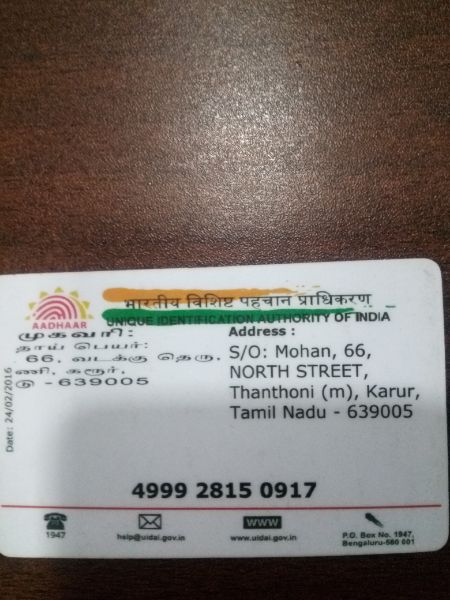 भारतीय विशिष्ट पहचान प्राधिकरण
AADHAAR
UNIQUE IDENTIFICATION AUTHORITY OF INDIA
முகவரி:
தாய் பெயர்:
66, வடக்கு தெரு,
ணி, கரூர்,
டு - 639005
Address :
S/O: Mohan, 66,
NORTH STREET,
Thanthoni (m), Karur,
Tamil Nadu - 639005
Date: 24/02/2016
4999 2815 0917
1947
help@uidai.gov.in
WWW
www.uidai.gov.in
P.O. Box No. 1947,
Bengaluru-560 001